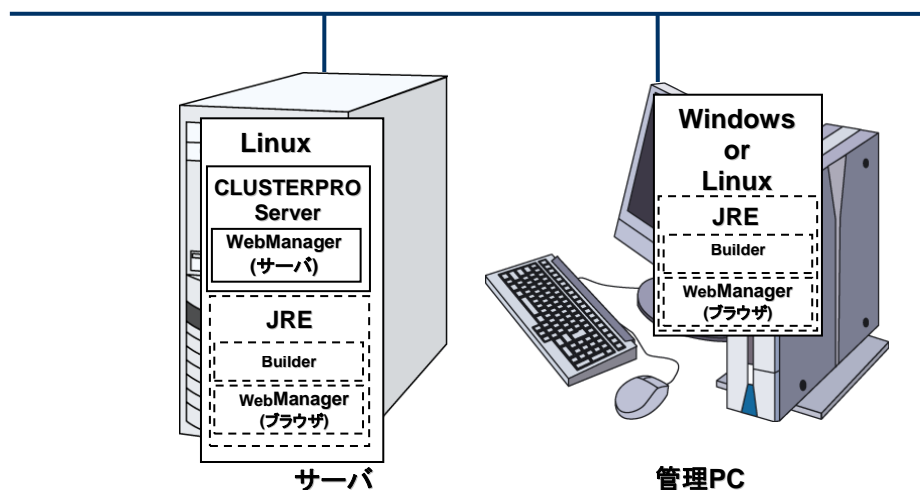 Linux
CLUSTERPRO
Server
WebManager
(サーバ)
JRE
Builder
WebManager
(ブラウザ)
サーバ
Windows
or
Linux
JRE
Builder
WebManager
(ブラウザ)
管理PC